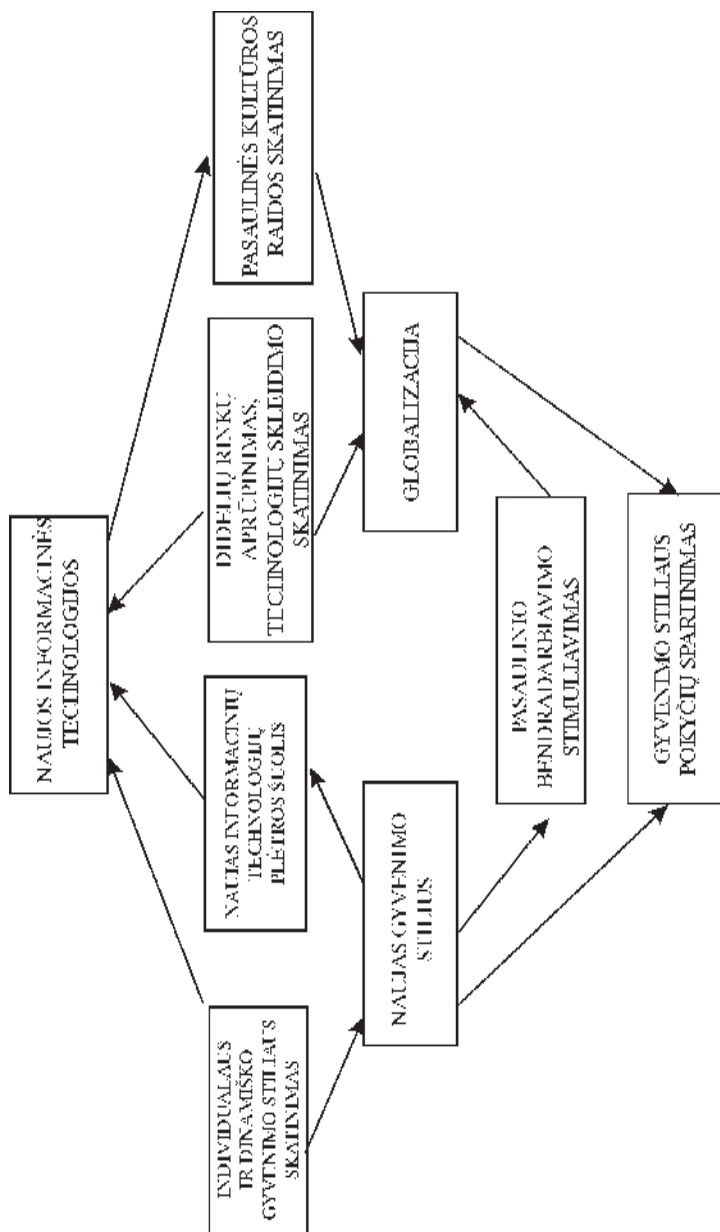 NAUJOS INFORMACINĖS
TECHNOLOGIJOS
INDIVIDUALAUS
IR DINAMIŠKO
GYVENIMO STILIAUS
SKATINIMAS
NAUJAS INFORMACINIŲ
TECHNOLOGIJŲ
PLĖTROS ŠUOLIS
DIDELIŲ RINKŲ
APRŪPINIMAS,
TECHNOLOGIJŲ SKLEIDIMO
SKATINIMAS
PASAULINĖS KULTŪROS
RAIDOS SKATINIMAS
NAUJAS GYVENIMO
STILIUS
GLOBALIZACIJA
PASAULINIO
BENDRADARBIAVIMO
STIMULIAVIMAS
GYVENIMO STILIAUS
POKYČIŲ SPARTINIMAS